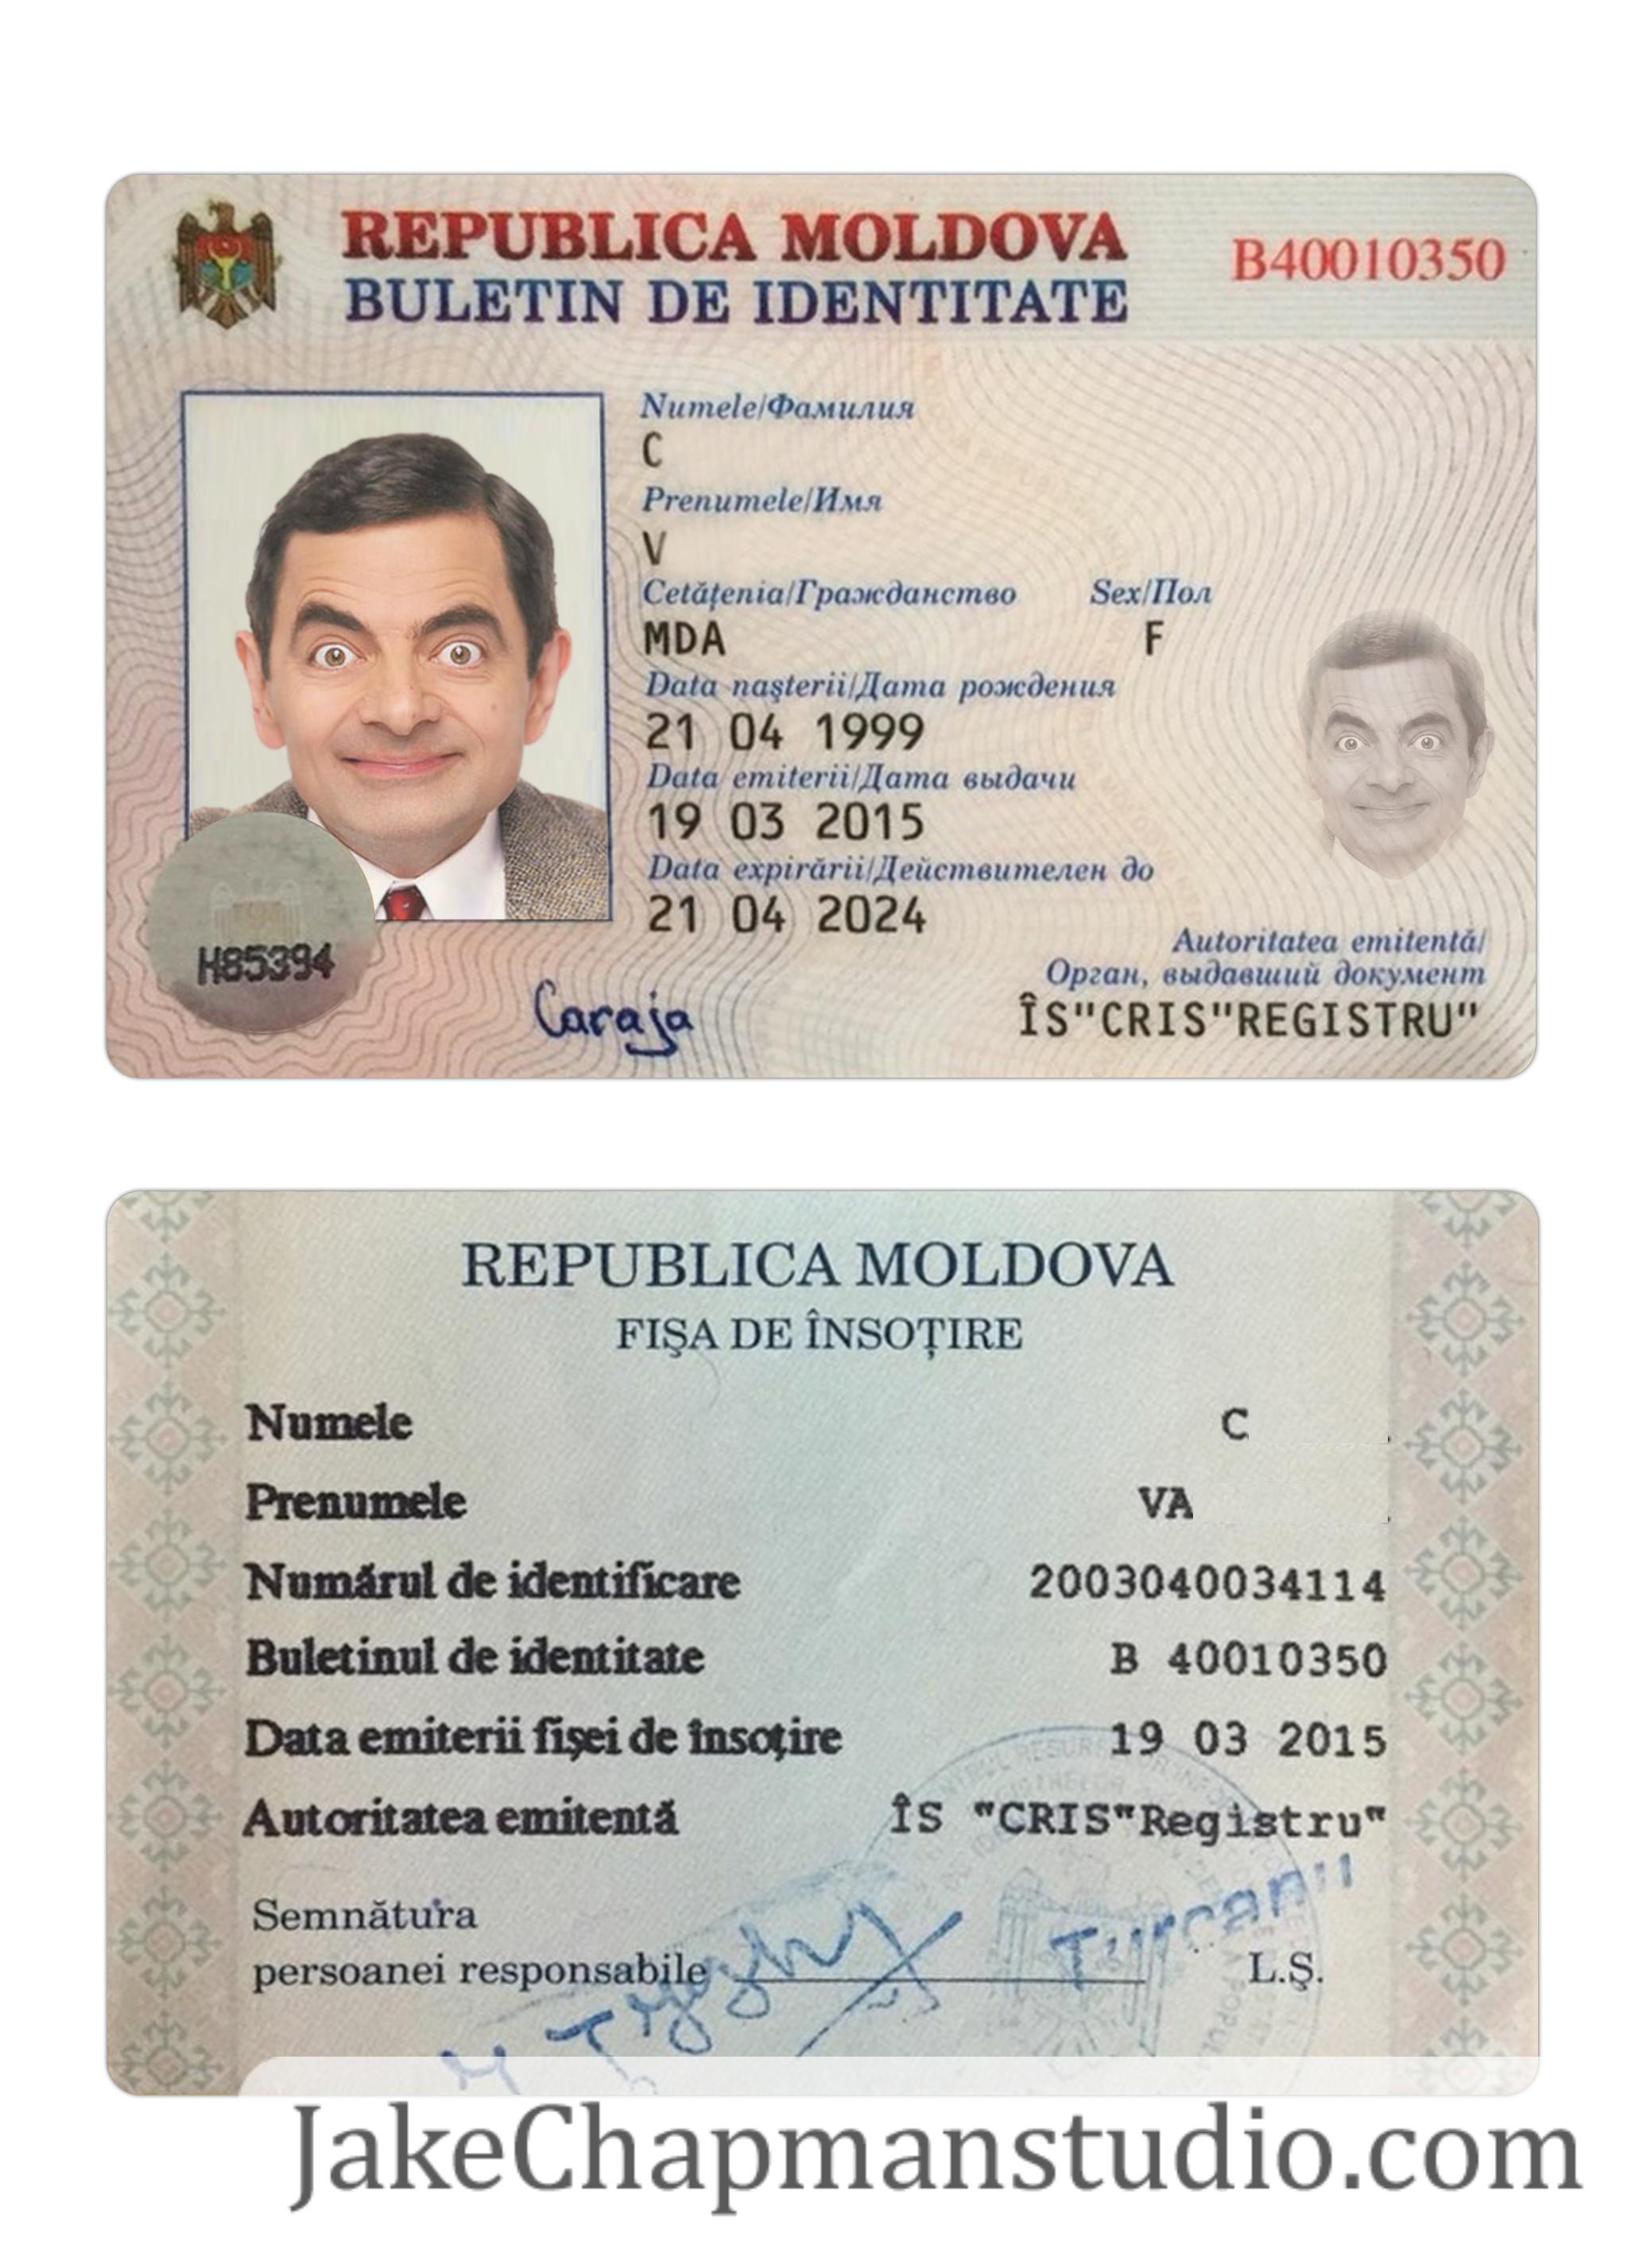 REPUBLICA MOLDOVA
BULETIN DE IDENTITATE
B40010350
Numele/Фамилия
C
Prenumele/Имя
V
Cetăţenia/Гражданство Sex/Пол
MDA F
Data naşterii/Дата рождения
21 04 1999
Data emiterii/Дата выдачи
19 03 2015
Data expirării/Действителен до
21 04 2024
Autoritatea emitentă/
Орган, выдавший документ
ÎS"CRIS"REGISTRU"
H85394
Caraja
REPUBLICA MOLDOVA
FIŞA DE ÎNSOŢIRE
Numele C
Prenumele VA
Numărul de identificare 2003040034114
Buletinul de identitate B 40010350
Data emiterii fişei de însoţire 19 03 2015
Autoritatea emitentă ÎS "CRIS"Registru"
Semnătura
persoanei responsabile L.Ş.
Turcanu
JakeChapmanstudio.com